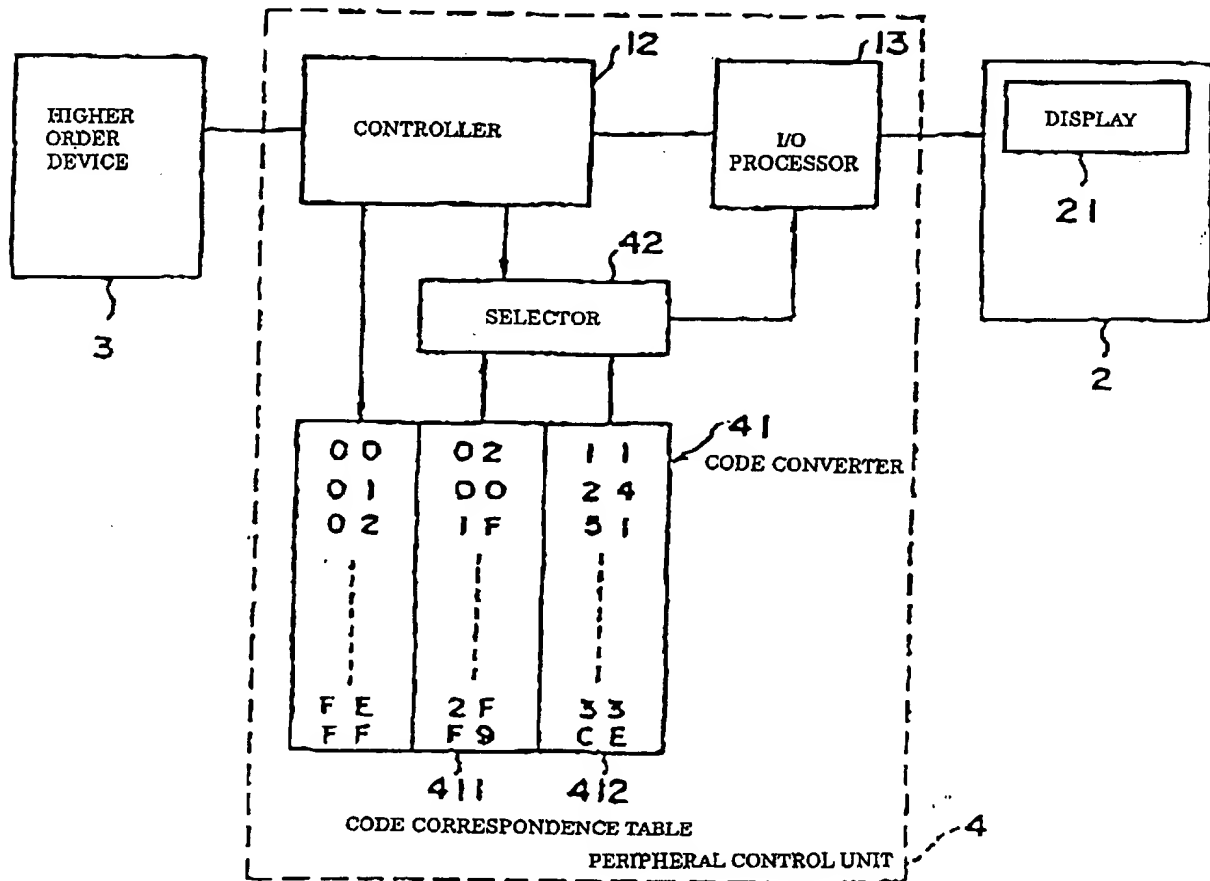 12
13
HIGHER
ORDER
DEVICE
CONTROLLER
I/O
PROCESSOR
DISPLAY
21
42
SELECTOR
3
2
41
CODE CONVERTER
00 02 11
01 00 24
02 1F 51
FE 2F 33
FF F9 CE
411 412
CODE CORRESPONDENCE TABLE
PERIPHERAL CONTROL UNIT
4